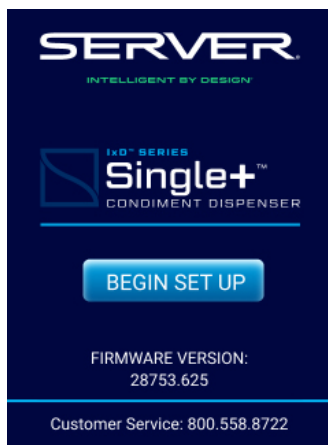 SERVER.
INTELLIGENT BY DESIGN™
IxD™ SERIES
Single+™
CONDIMENT DISPENSER
BEGIN SET UP
FIRMWARE VERSION:
28753.625
Customer Service: 800.558.8722